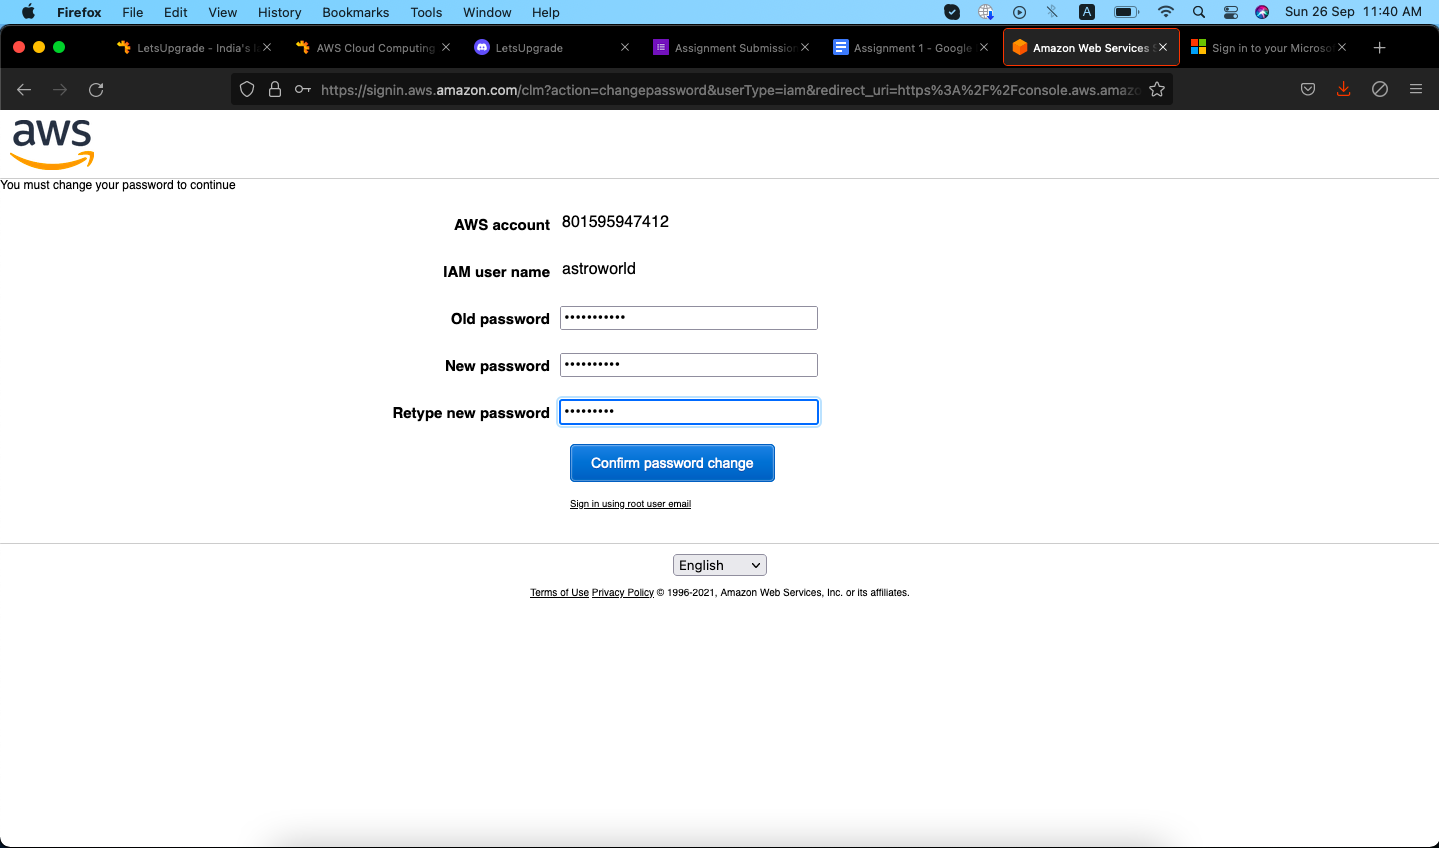 Firefox File Edit View History Bookmarks Tools Window Help A Sun 26 Sep 11:40 AM
LetsUpgrade - India's AWS Cloud Computing LetsUpgrade Assignment Submission Assignment 1 - Google Amazon Web Services Sign in to your Microso
https://signin.aws.amazon.com/clm?action=changepassword&userType=iam&redirect_uri=https%3A%2F%2Fconsole.aws.amazo
aws
You must change your password to continue
AWS account 801595947412
IAM user name astroworld
Old password •••••••••••
New password ••••••••••
Retype new password •••••••••
Confirm password change
Sign in using root user email
English
Terms of Use Privacy Policy © 1996-2021, Amazon Web Services, Inc. or its affiliates.